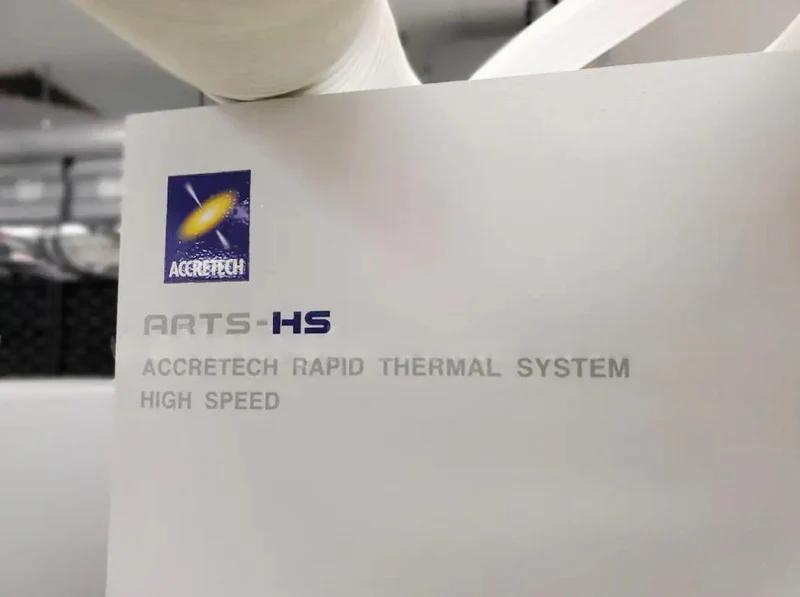 ACCRETECH
ARTS-HS
ACCRETECH RAPID THERMAL SYSTEM
HIGH SPEED